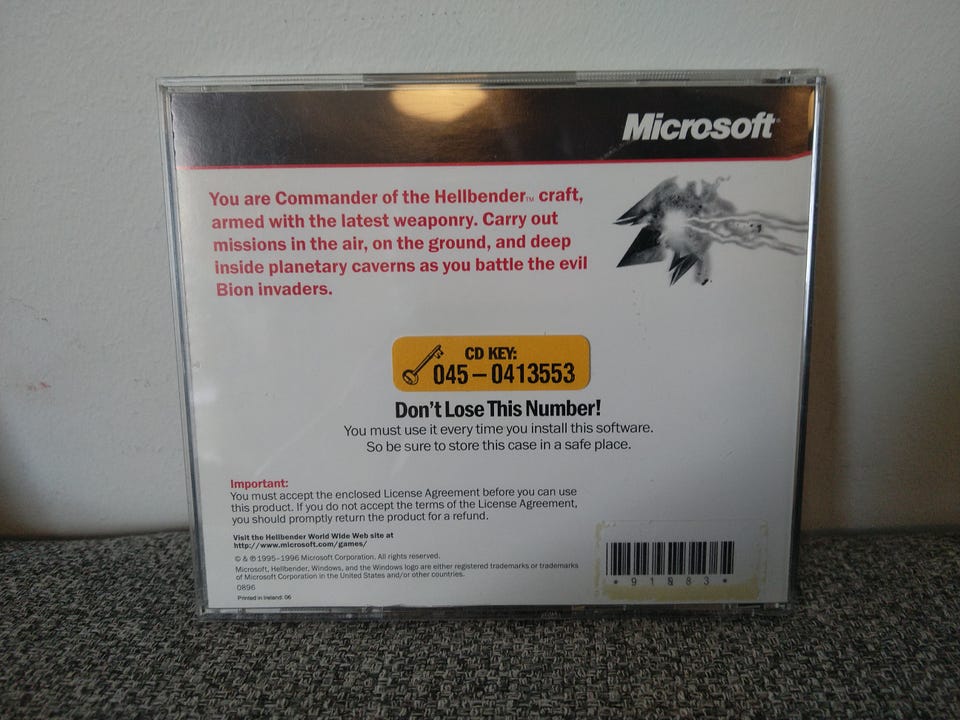 Microsoft
You are Commander of the Hellbender™ craft,
armed with the latest weaponry. Carry out
missions in the air, on the ground, and deep
inside planetary caverns as you battle the evil
Bion invaders.
CD KEY:
045–0413553
Don't Lose This Number!
You must use it every time you install this software.
So be sure to store this case in a safe place.
Important:
You must accept the enclosed License Agreement before you can use
this product. If you do not accept the terms of the License Agreement,
you should promptly return the product for a refund.
Visit the Hellbender World Wide Web site at
http://www.microsoft.com/games/
© & ℗ 1995–1996 Microsoft Corporation. All rights reserved.
Microsoft, Hellbender, Windows, and the Windows logo are either registered trademarks or trademarks
of Microsoft Corporation in the United States and/or other countries.
0896
Printed in Ireland: 06
* 9 1 8 8 3 *